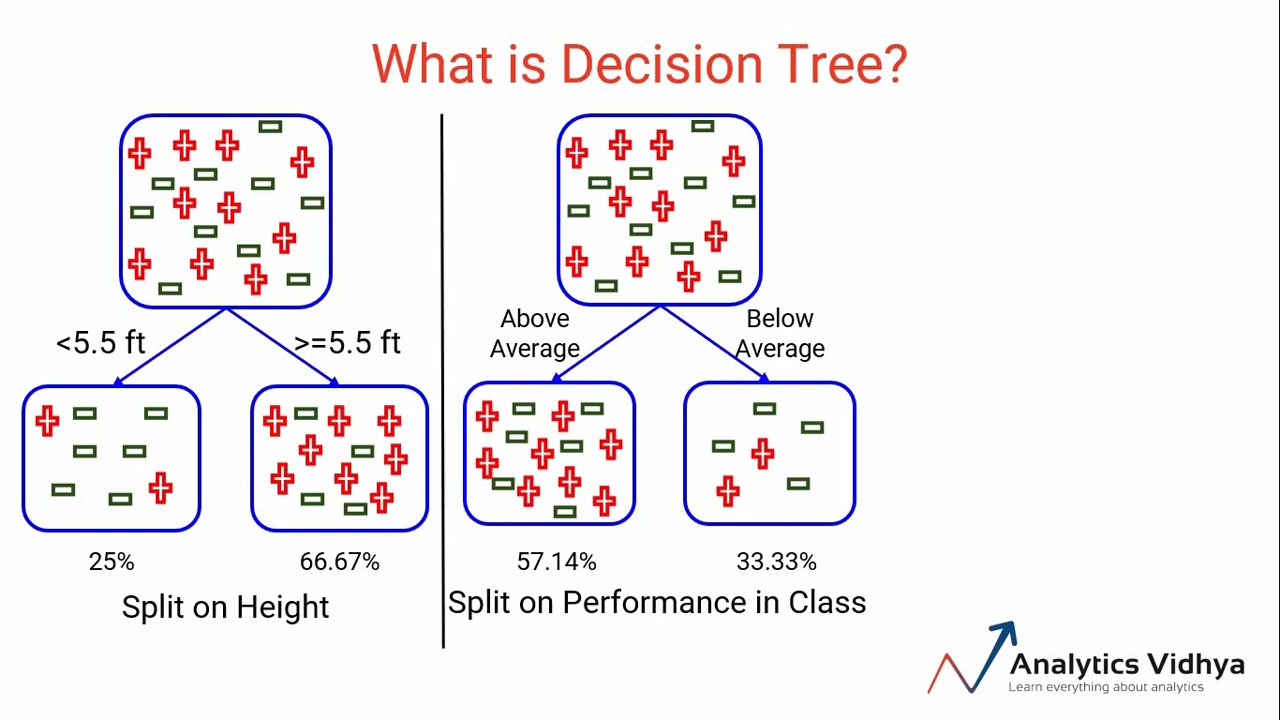 What is Decision Tree?
<5.5 ft
>=5.5 ft
25%
66.67%
Split on Height
Above
Average
Below
Average
57.14%
33.33%
Split on Performance in Class
Analytics Vidhya
Learn everything about analytics